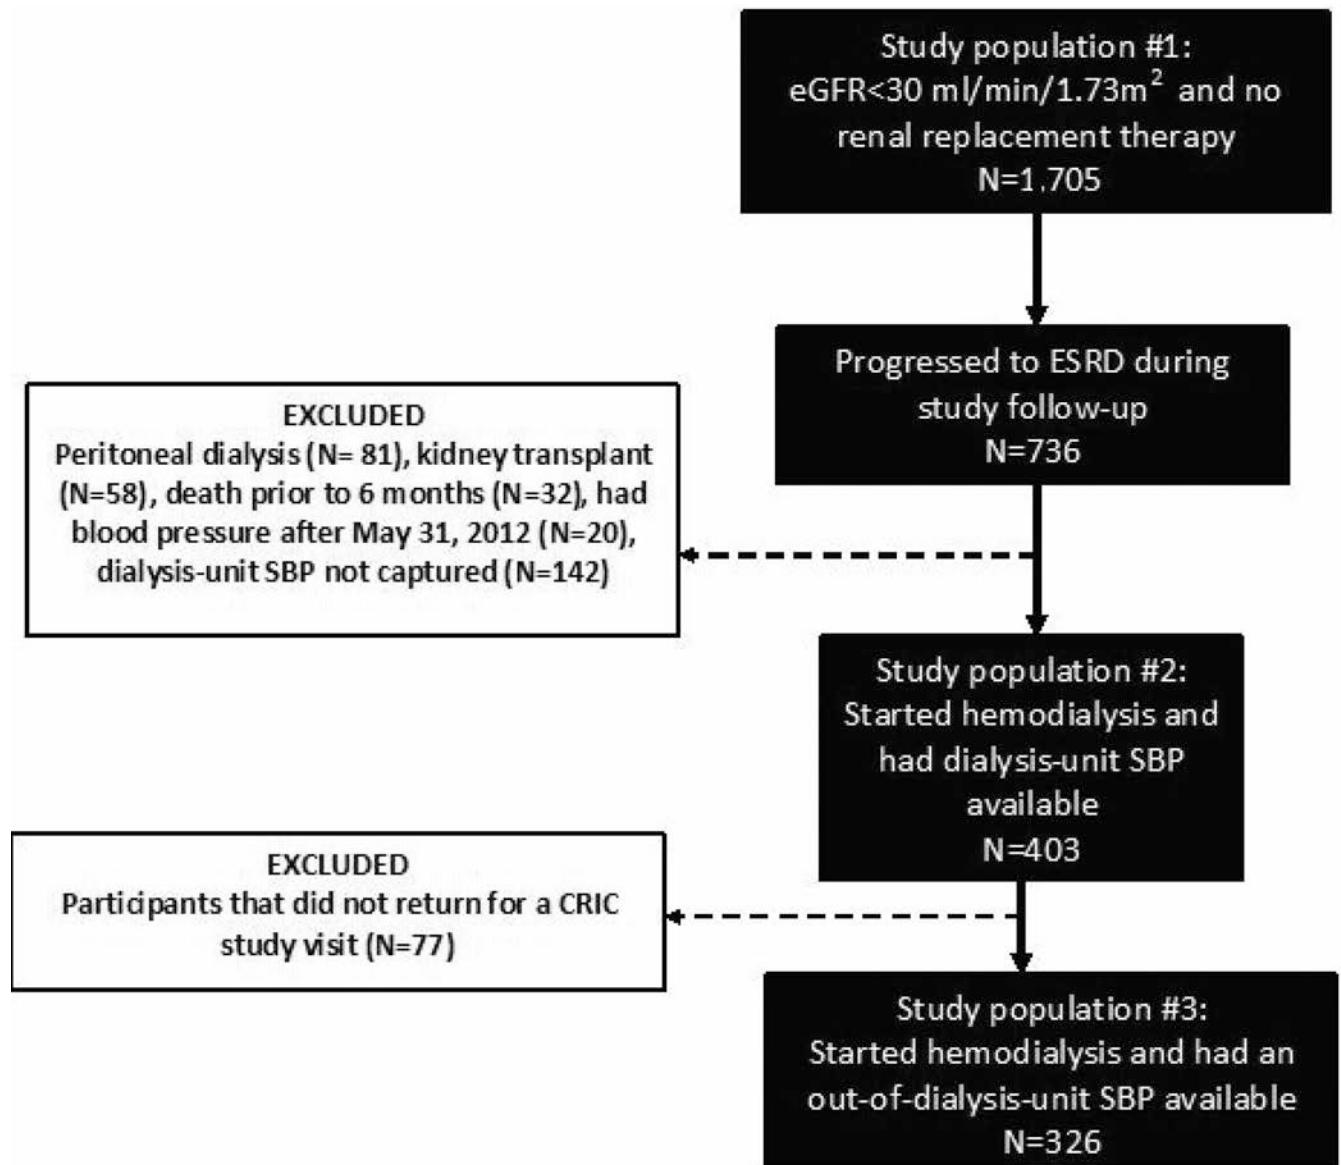 Study population #1:
eGFR<30 ml/min/1.73m² and no
renal replacement therapy
N=1.705
Progressed to ESRD during
study follow-up
N=736
EXCLUDED
Peritoneal dialysis (N= 81), kidney transplant
(N=58), death prior to 6 months (N=32), had
blood pressure after May 31, 2012 (N=20),
dialysis-unit SBP not captured (N=142)
Study population #2:
Started hemodialysis and
had dialysis-unit SBP
available
N=403
EXCLUDED
Participants that did not return for a CRIC
study visit (N=77)
Study population #3:
Started hemodialysis and had an
out-of-dialysis-unit SBP available
N=326